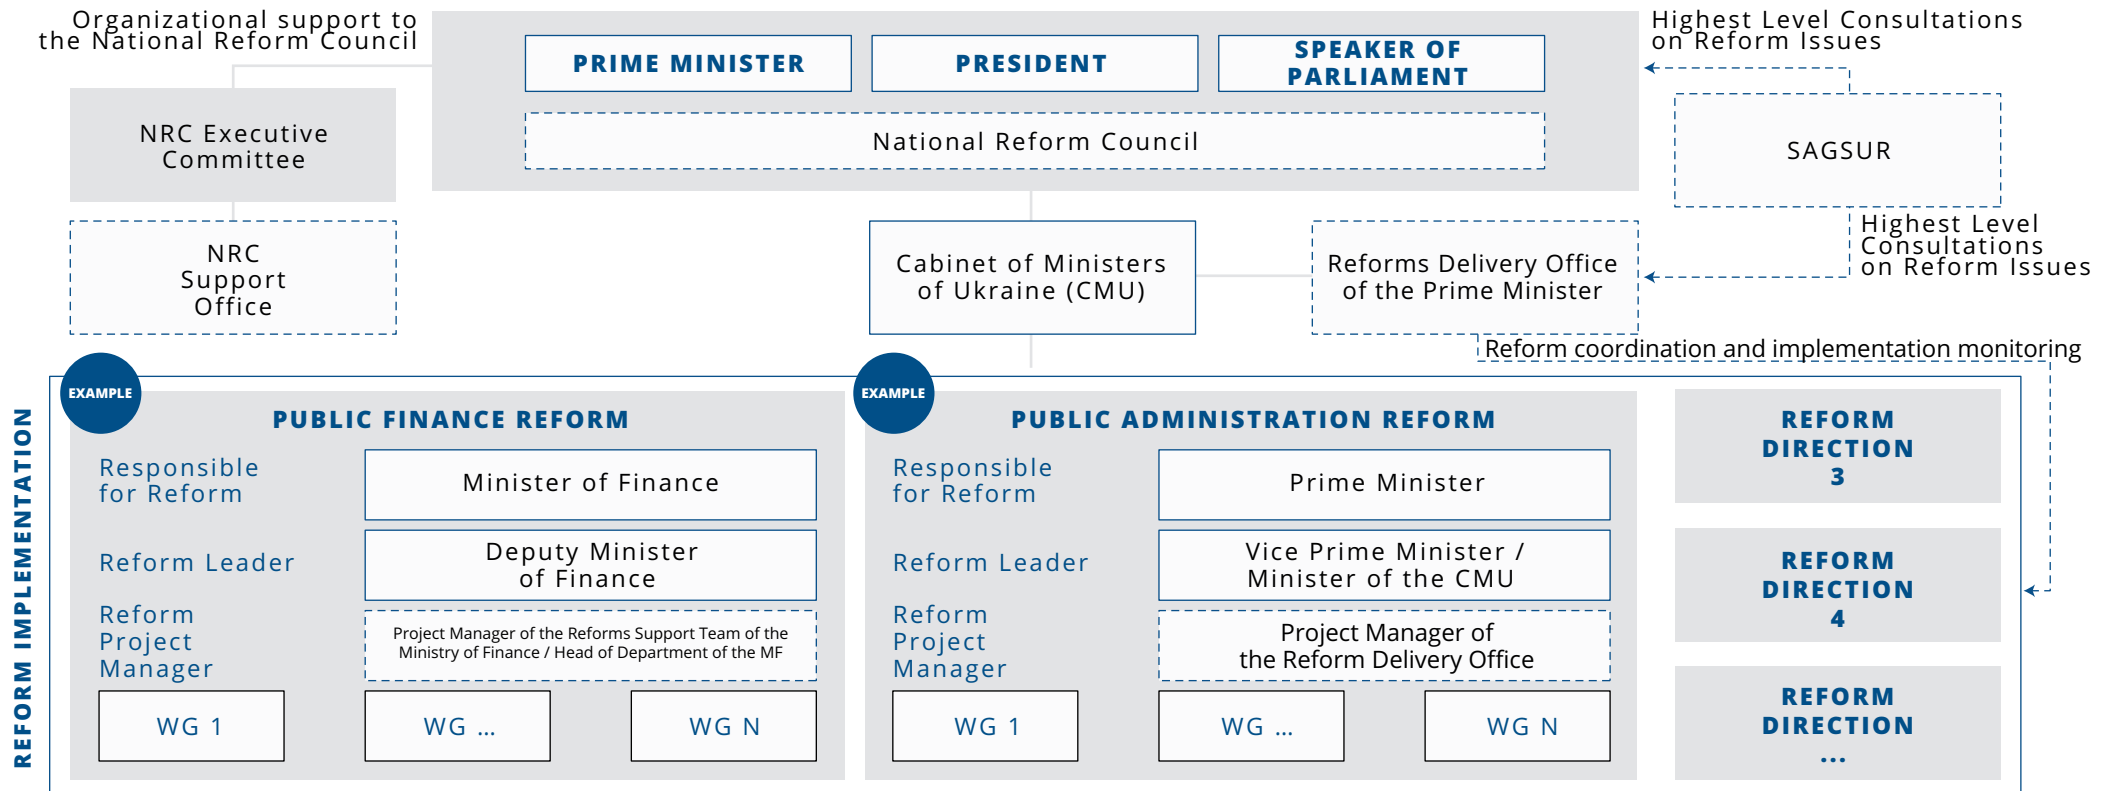 Organizational support to
the National Reform Council
PRIME MINISTER
PRESIDENT
SPEAKER OF
PARLIAMENT
Highest Level Consultations
on Reform Issues
NRC Executive
Committee
National Reform Council
SAGSUR
NRC
Support
Office
Cabinet of Ministers
of Ukraine (CMU)
Reforms Delivery Office
of the Prime Minister
Highest Level
Consultations
on Reform Issues
Reform coordination and implementation monitoring
REFORM IMPLEMENTATION
EXAMPLE
PUBLIC FINANCE REFORM
Responsible
for Reform
Minister of Finance
Reform Leader
Deputy Minister
of Finance
Reform
Project
Manager
Project Manager of the Reforms Support Team of the
Ministry of Finance / Head of Department of the MF
WG 1
WG ...
WG N
EXAMPLE
PUBLIC ADMINISTRATION REFORM
Responsible
for Reform
Prime Minister
Reform Leader
Vice Prime Minister /
Minister of the CMU
Reform
Project
Manager
Project Manager of
the Reform Delivery Office
WG 1
WG ...
WG N
REFORM
DIRECTION
3
REFORM
DIRECTION
4
REFORM
DIRECTION
...